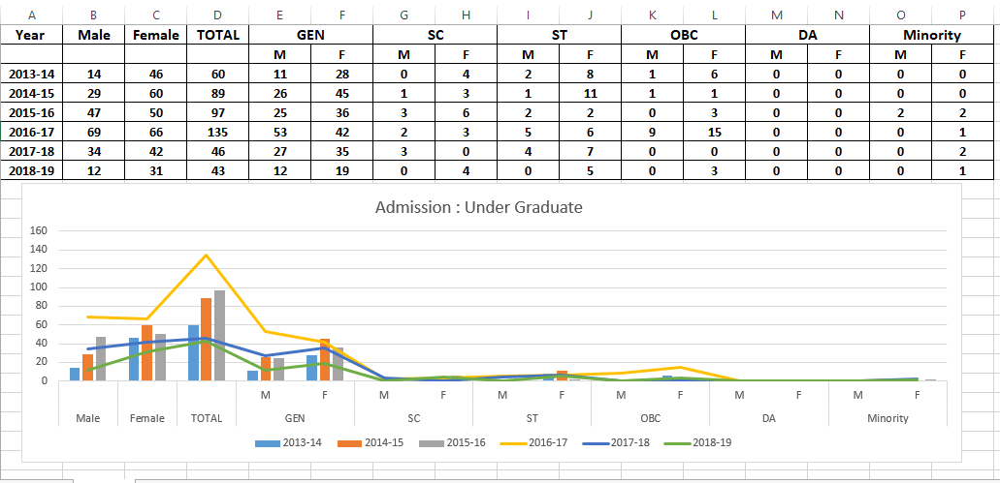 A B C D E F G H I J K L M N O P
Year Male Female TOTAL GEN SC ST OBC DA Minority
M F M F M F M F M F M F
2013-14 14 46 60 11 28 0 4 2 8 1 6 0 0 0 0
2014-15 29 60 89 26 45 1 3 1 11 1 1 0 0 0 0
2015-16 47 50 97 25 36 3 6 2 2 0 3 0 0 2 2
2016-17 69 66 135 53 42 2 3 5 6 9 15 0 0 0 1
2017-18 34 42 46 27 35 3 0 4 7 0 0 0 0 0 2
2018-19 12 31 43 12 19 0 4 0 5 0 3 0 0 0 1
Admission : Under Graduate
160
140
120
100
80
60
40
20
0
M F M F M F M F M F M F
Male Female TOTAL GEN SC ST OBC DA Minority
2013-14 2014-15 2015-16 2016-17 2017-18 2018-19